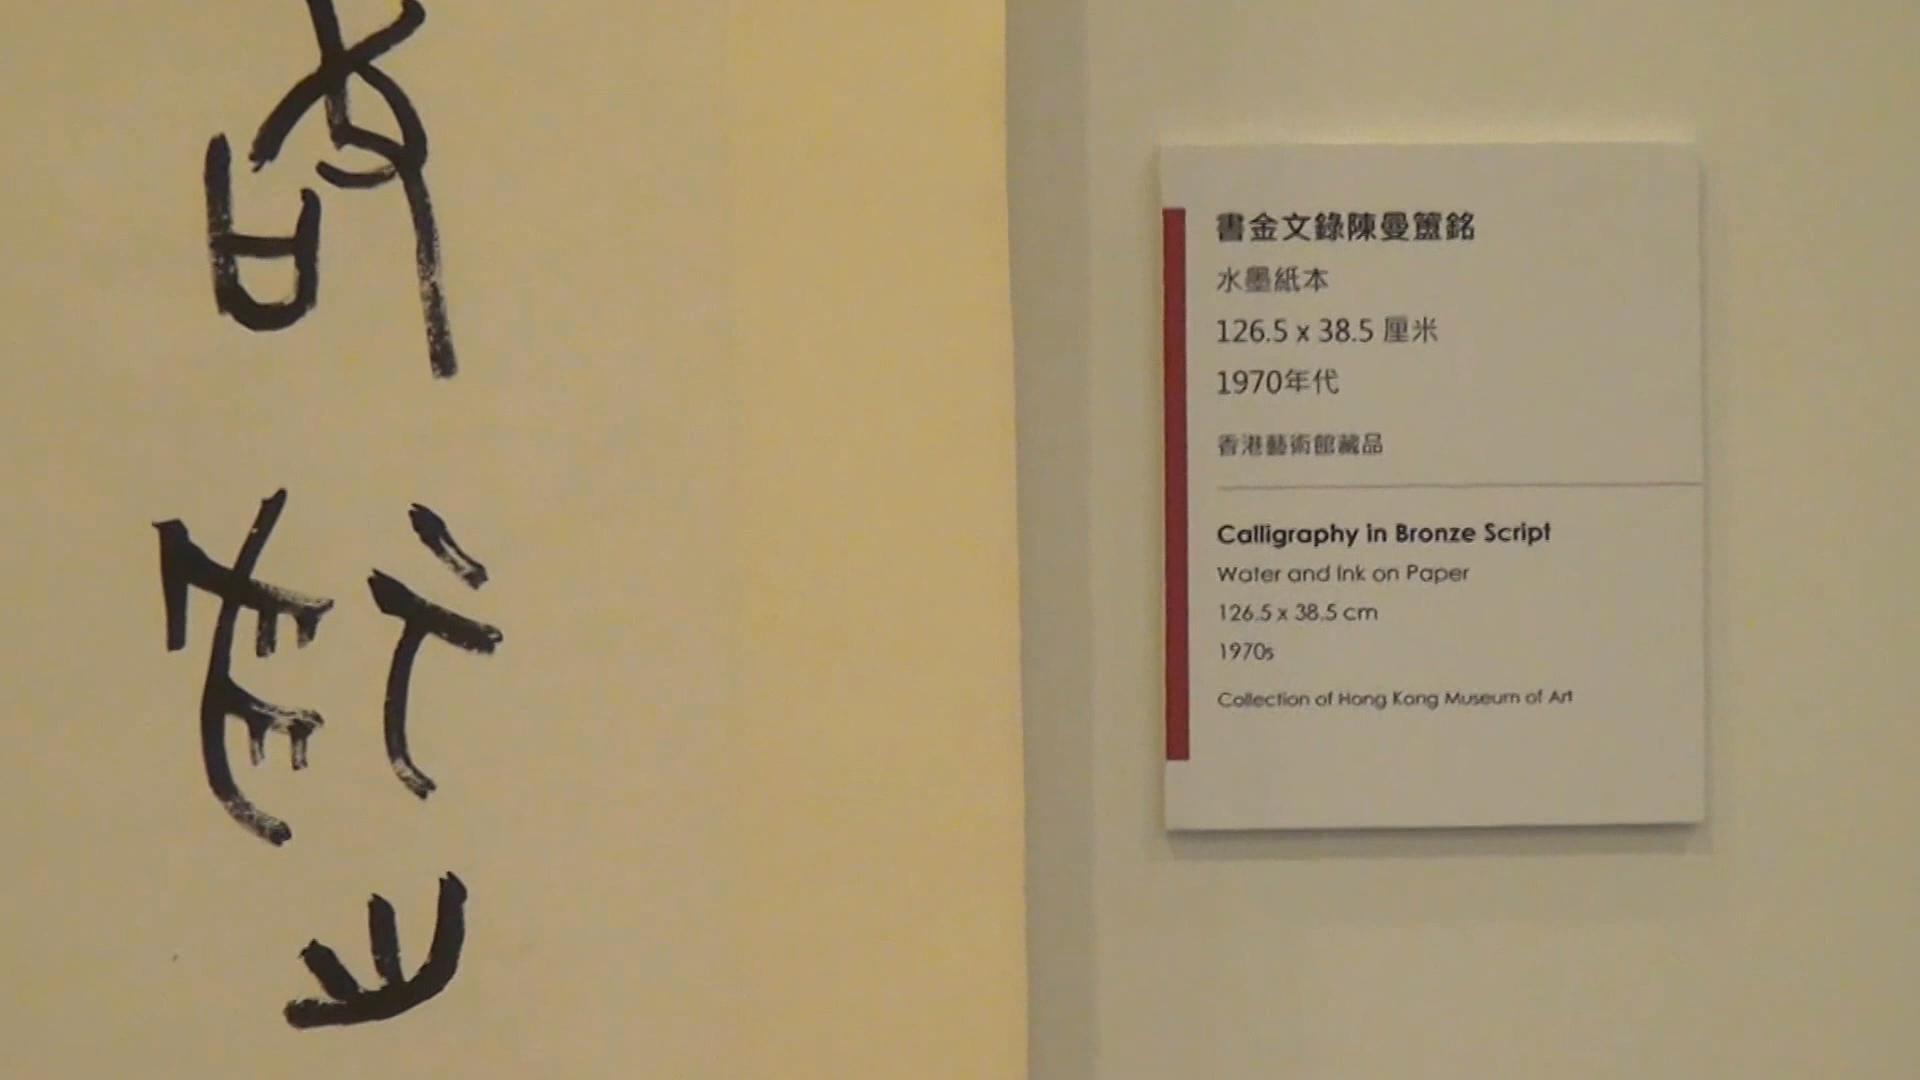 書金文錄陳曼簠銘
水墨紙本
126.5 x 38.5 厘米
1970年代
香港藝術館藏品
Calligraphy in Bronze Script
Water and Ink on Paper
126.5 x 38.5 cm
1970s
Collection of Hong Kong Museum of Art